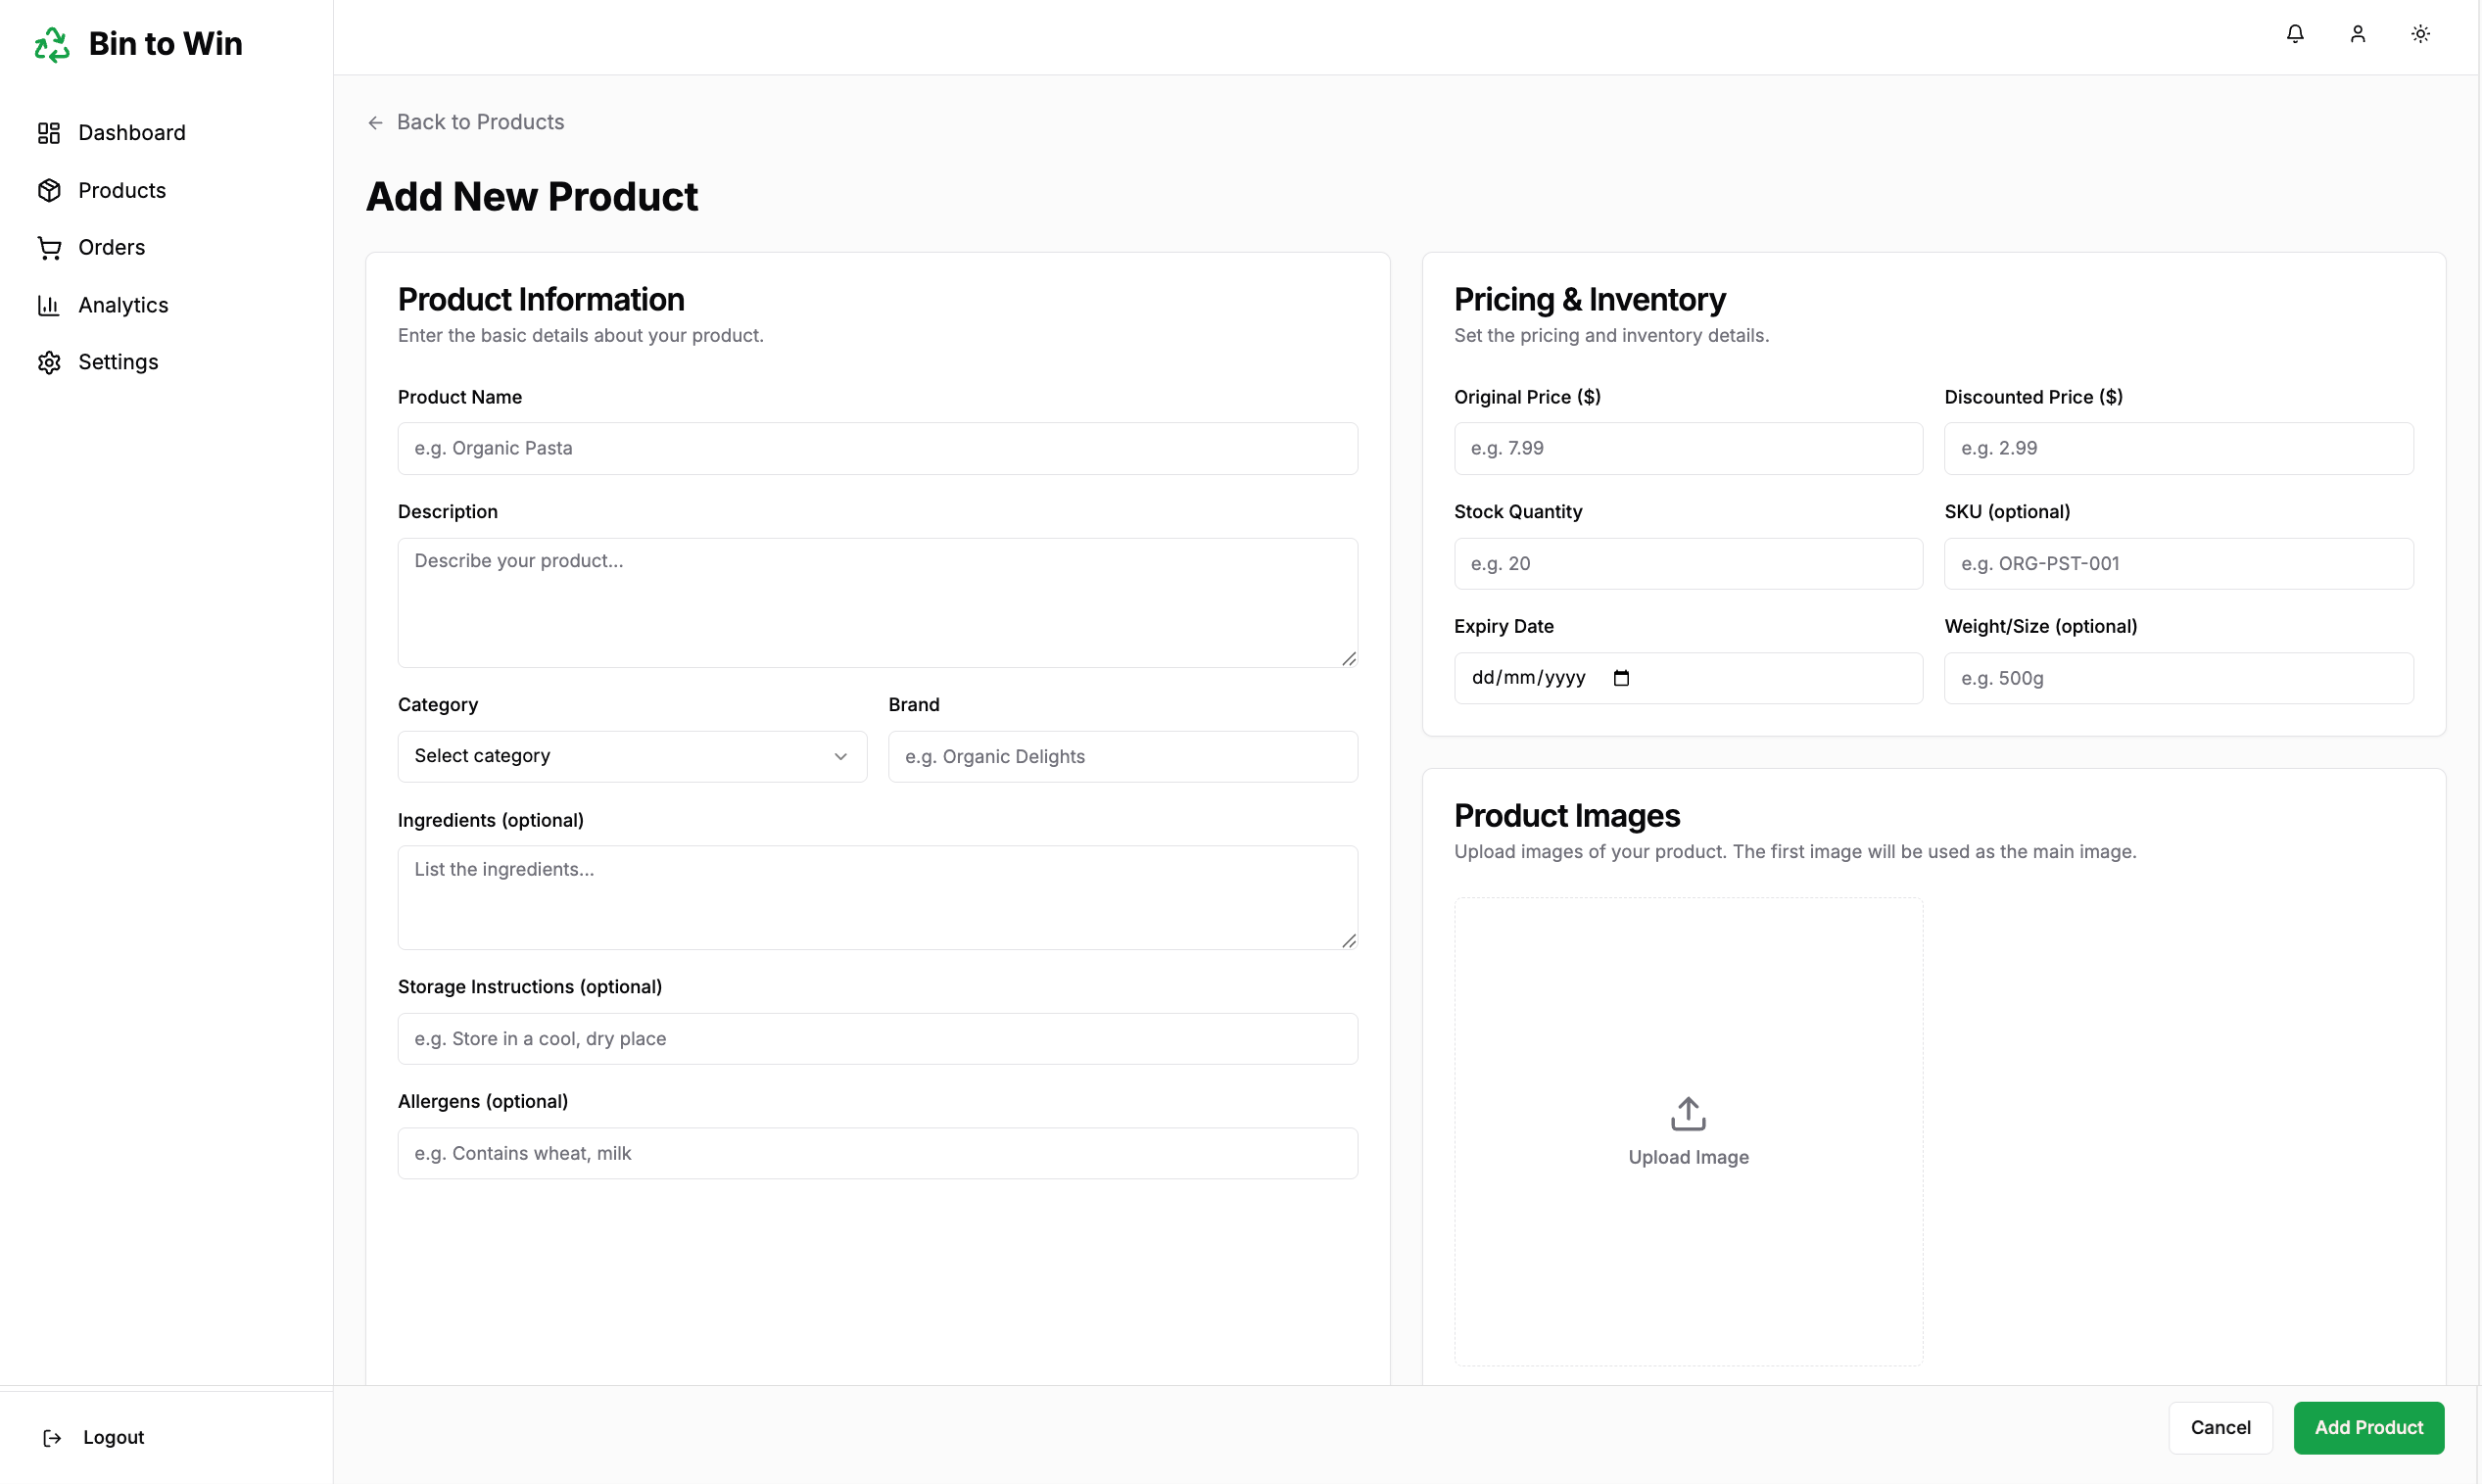 Bin to Win
Dashboard
Products
Orders
Analytics
Settings
Logout
Back to Products
Add New Product
Product Information
Enter the basic details about your product.
Product Name
e.g. Organic Pasta
Description
Describe your product...
Category
Brand
Select category
e.g. Organic Delights
Ingredients (optional)
List the ingredients...
Storage Instructions (optional)
e.g. Store in a cool, dry place
Allergens (optional)
e.g. Contains wheat, milk
Pricing & Inventory
Set the pricing and inventory details.
Original Price ($)
Discounted Price ($)
e.g. 7.99
e.g. 2.99
Stock Quantity
SKU (optional)
e.g. 20
e.g. ORG-PST-001
Expiry Date
Weight/Size (optional)
dd/mm/yyyy
e.g. 500g
Product Images
Upload images of your product. The first image will be used as the main image.
Upload Image
Cancel
Add Product